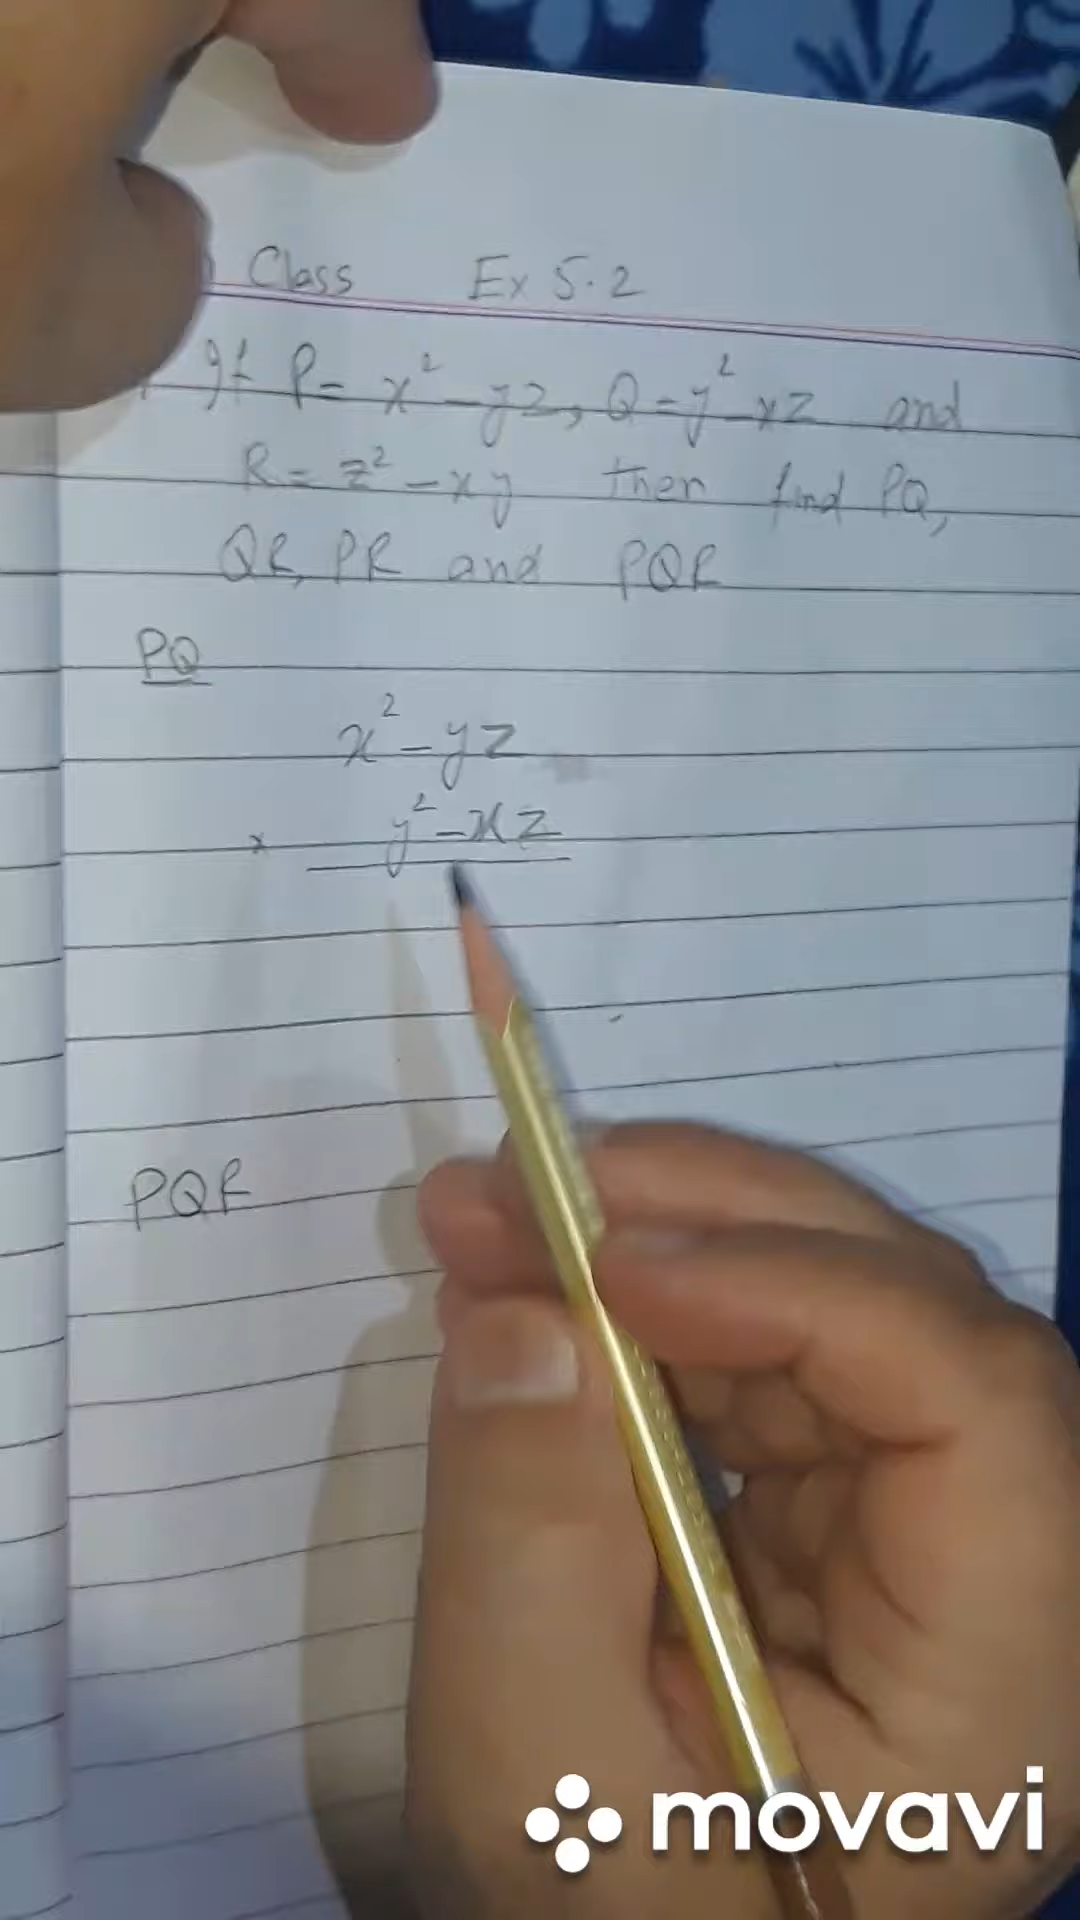 Class Ex 5.2
If P = x² - yz, Q = y² - xz and
R = z² - xy then find PQ,
QR, PR and PQR
PQ
x² - yz
× y² - xz
PQR
movavi